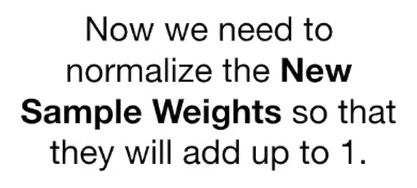 Now we need to
normalize the New
Sample Weights so that
they will add up to 1.